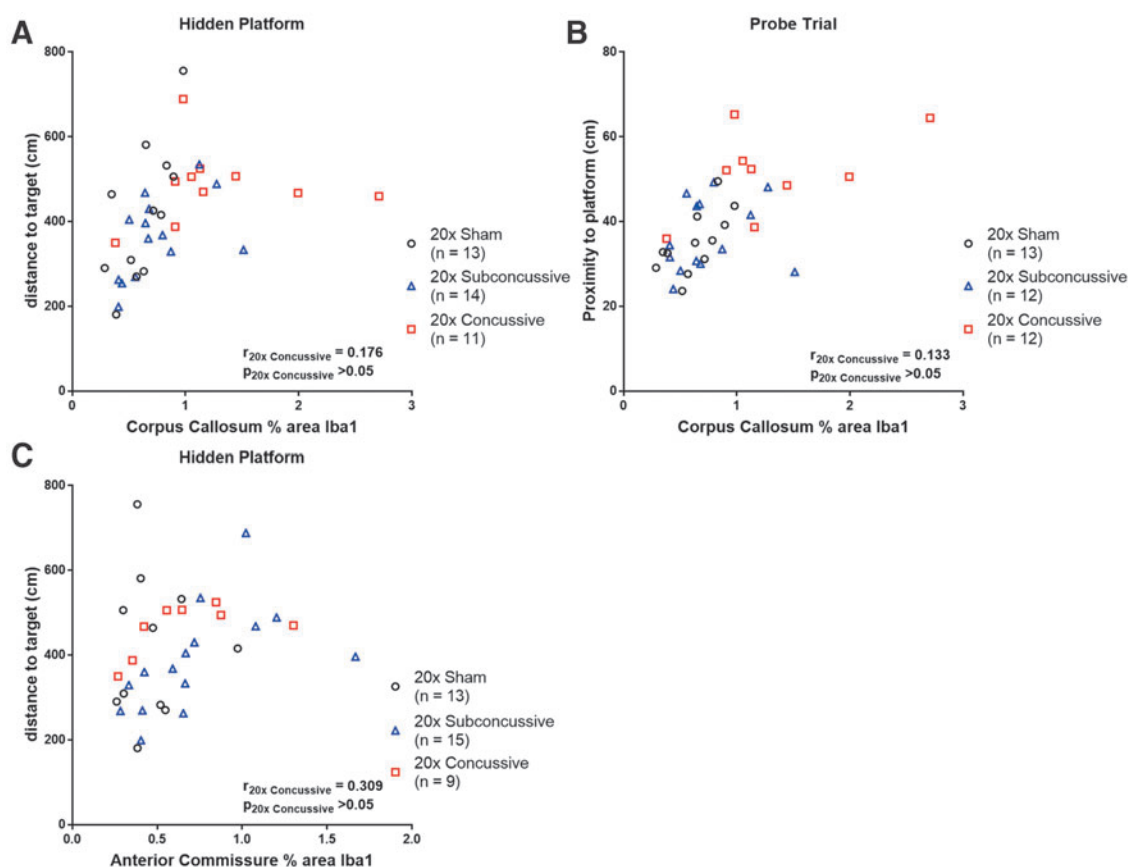 A
Hidden Platform
800
600
400
200
0
distance to target (cm)
0
1
2
3
Corpus Callosum % area Iba1
20x Sham
(n = 13)
20x Subconcussive
(n = 14)
20x Concussive
(n = 11)
r20x Concussive = 0.176
p20x Concussive >0.05
B
Probe Trial
80
60
40
20
0
Proximity to platform (cm)
0
1
2
3
Corpus Callosum % area Iba1
20x Sham
(n = 13)
20x Subconcussive
(n = 12)
20x Concussive
(n = 12)
r20x Concussive = 0.133
p20x Concussive >0.05
C
Hidden Platform
800
600
400
200
0
distance to target (cm)
0.0
0.5
1.0
1.5
2.0
Anterior Commissure % area Iba1
20x Sham
(n = 13)
20x Subconcussive
(n = 15)
20x Concussive
(n = 9)
r20x Concussive = 0.309
p20x Concussive >0.05